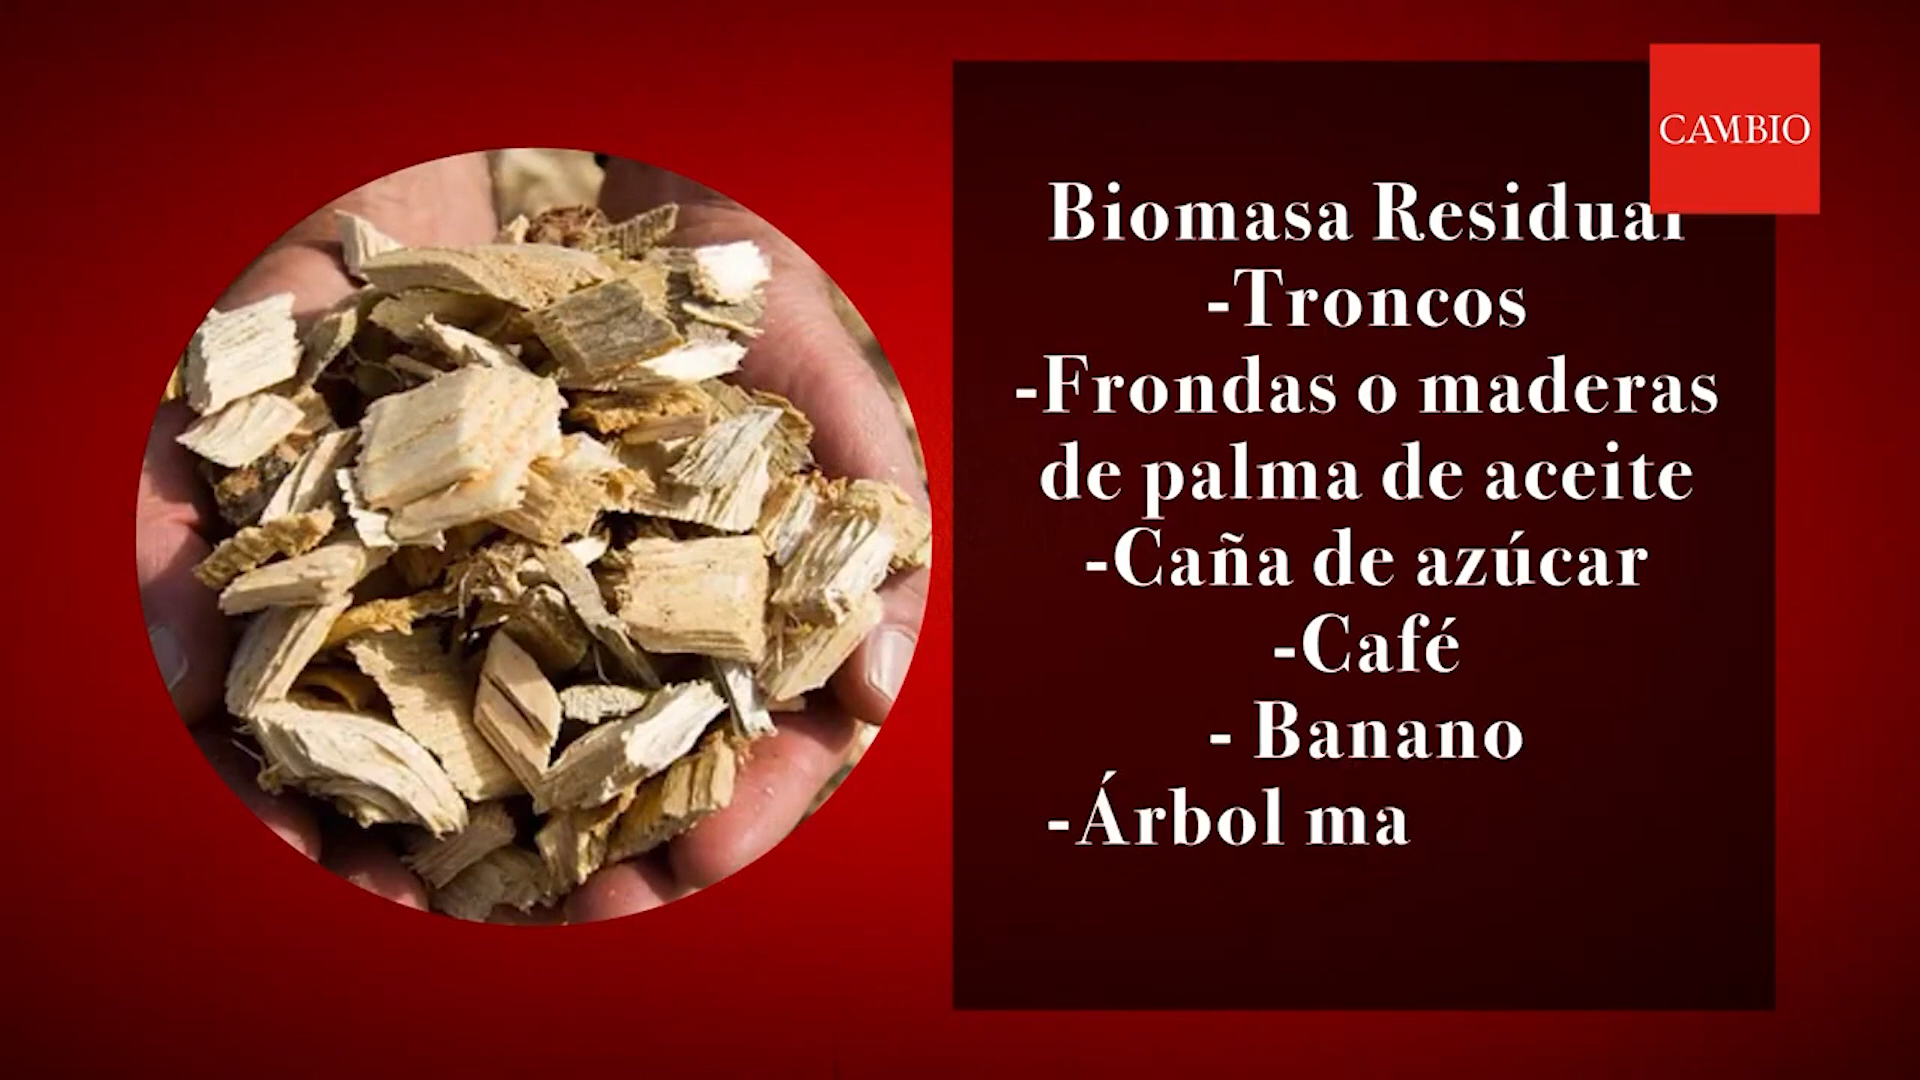 CAMBIO
Biomasa Residual
-Troncos
-Frondas o maderas
de palma de aceite
-Caña de azúcar
-Café
- Banano
-Árbol ma